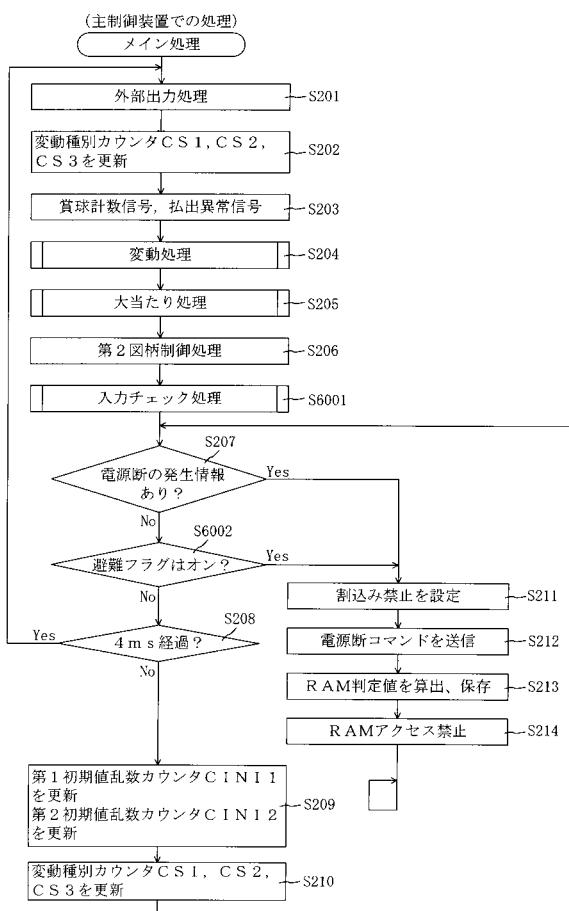 (主制御装置での処理)
メイン処理
外部出力処理
S201
変動種別カウンタCS1,CS2,
CS3を更新
S202
賞球計数信号,払出異常信号
S203
変動処理
S204
大当たり処理
S205
第2図柄制御処理
S206
入力チェック処理
S6001
S207
電源断の発生情報
あり?
Yes
No
S6002
避難フラグはオン?
Yes
No
S208
4ms経過?
Yes
No
割込み禁止を設定
S211
電源断コマンドを送信
S212
RAM判定値を算出、保存
S213
RAMアクセス禁止
S214
第1初期値乱数カウンタCINI1
を更新
第2初期値乱数カウンタCINI2
を更新
S209
変動種別カウンタCS1,CS2,
CS3を更新
S210